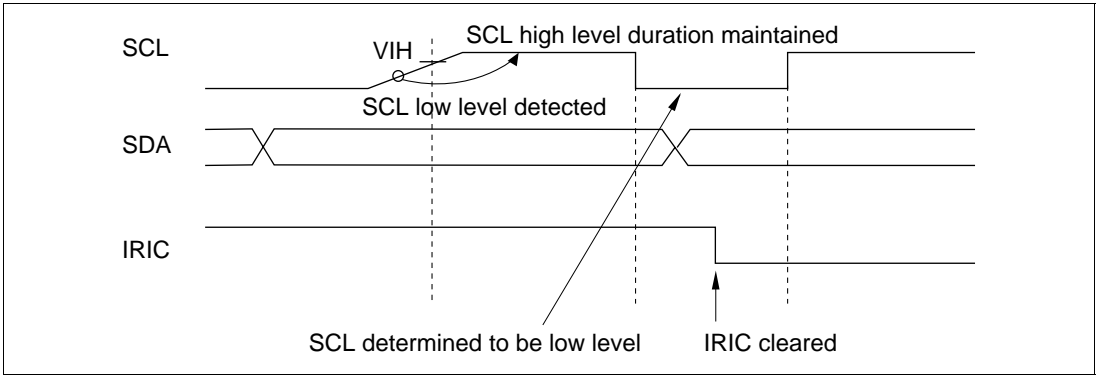 SCL
VIH
SCL high level duration maintained
SCL low level detected
SDA
IRIC
SCL determined to be low level
IRIC cleared